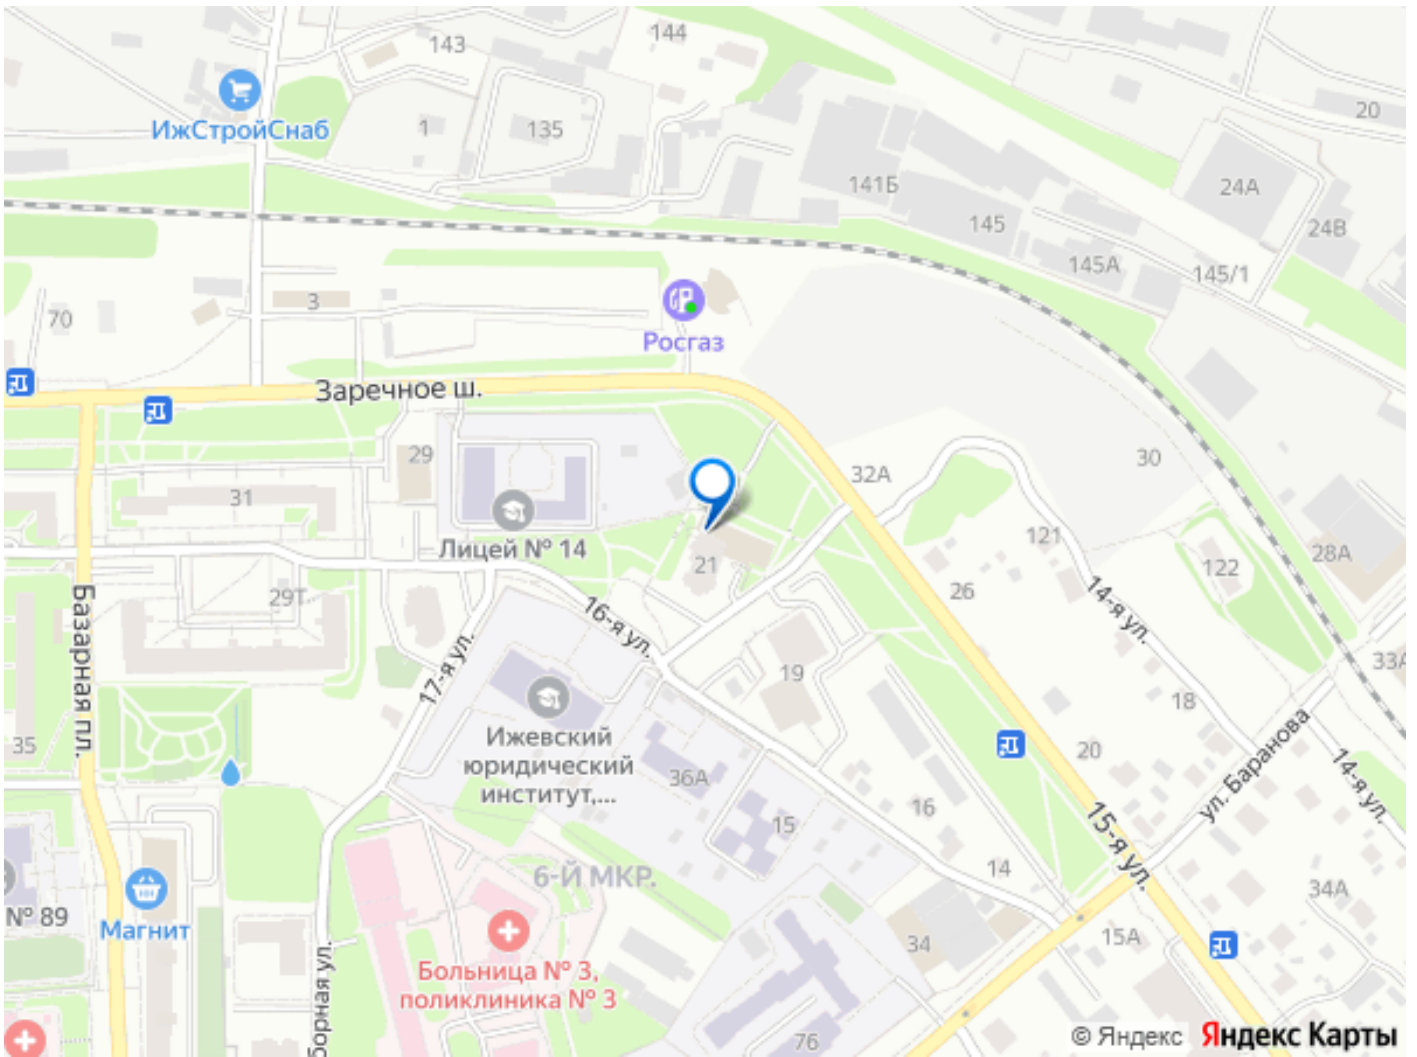 143
144
ИжСтройСнаб
1
135
20
141Б
24А
145
24В
145А
145/1
3
70
Росгаз
Заречное ш.
29
32А
30
31
Лицей № 14
121
28А
21
122
29Т
26
14-я ул.
16-я ул.
Базарная пл.
17-я ул.
19
33А
18
Ижевский
юридический
институт,...
35
20
ул. Баранова
14-я ул.
36А
16
15
15-я ул.
14
6-Й МКР.
34А
№ 89
Магнит
34
15А
Больница № 3,
поликлиника № 3
борная ул.
76
© Яндекс Яндекс Карты